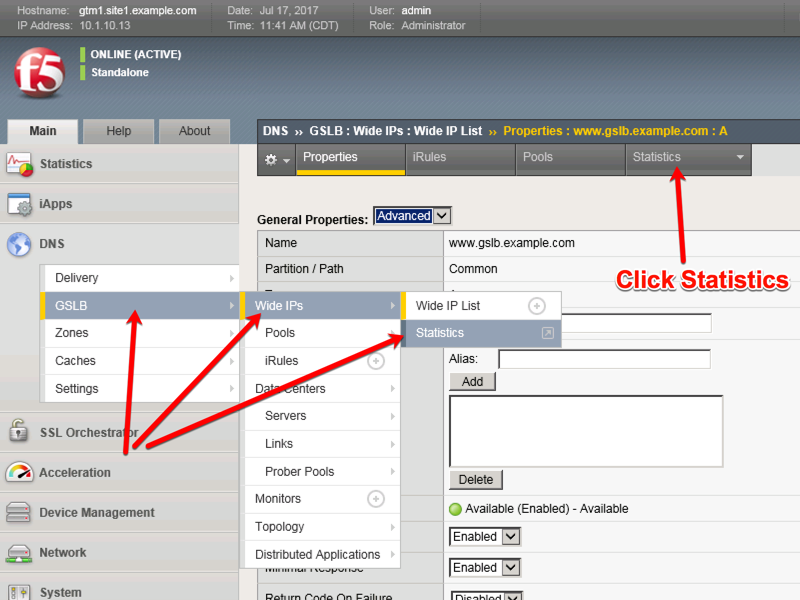 Hostname: gtm1.site1.example.com Date: Jul 17, 2017 User: admin
IP Address: 10.1.10.13 Time: 11:41 AM (CDT) Role: Administrator
f5
ONLINE (ACTIVE)
Standalone
Main Help About
DNS ›› GSLB : Wide IPs : Wide IP List ›› Properties : www.gslb.example.com : A
Properties iRules Pools Statistics
Statistics
iApps
DNS
Delivery
GSLB
Zones
Caches
Settings
SSL Orchestrator
Acceleration
Device Management
Network
System
Wide IPs
Pools
iRules
Data Centers
Servers
Links
Prober Pools
Monitors
Topology
Distributed Applications
Wide IP List
Statistics
General Properties: Advanced
Name www.gslb.example.com
Partition / Path Common
Click Statistics
Alias:
Add
Delete
Available (Enabled) - Available
Enabled
Minimal Response Enabled
Return Code On Failure Disabled